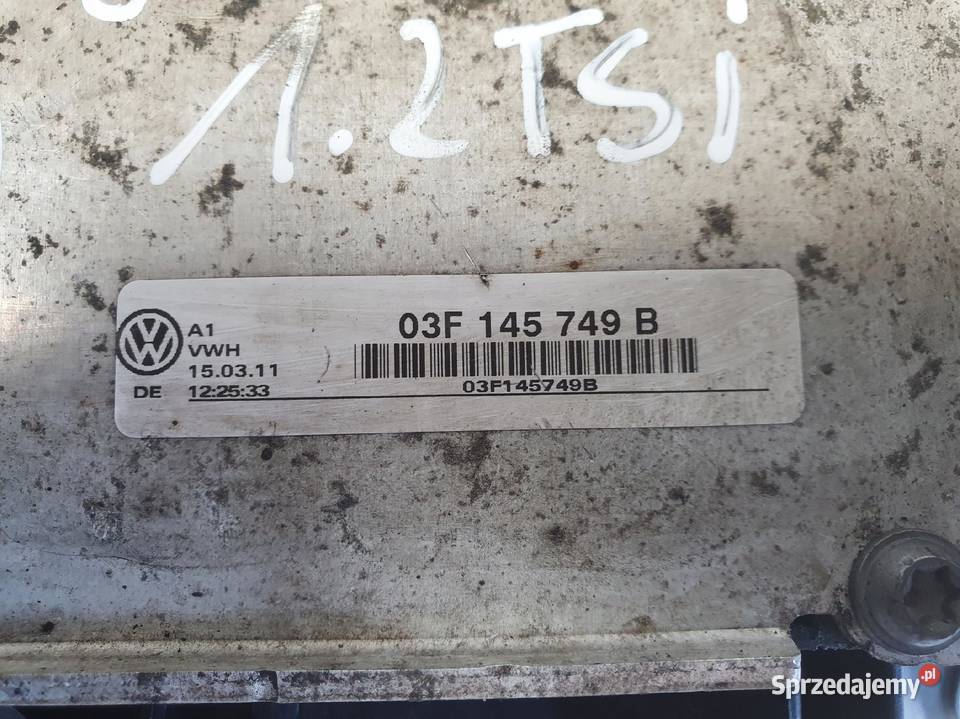 1.2TSi
A1
VWH
15.03.11
DE 12:25:33
03F 145 749 B
03F145749B
Sprzedajemy.pl